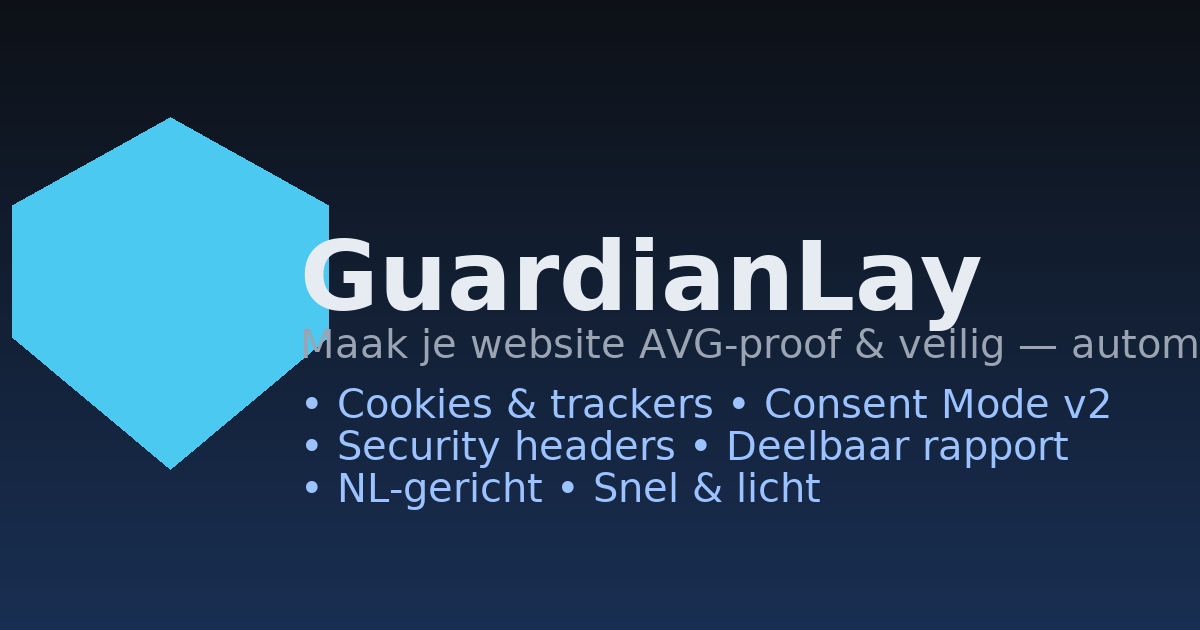 GuardianLay
Maak je website AVG-proof & veilig — autom
• Cookies & trackers • Consent Mode v2
• Security headers • Deelbaar rapport
• NL-gericht • Snel & licht